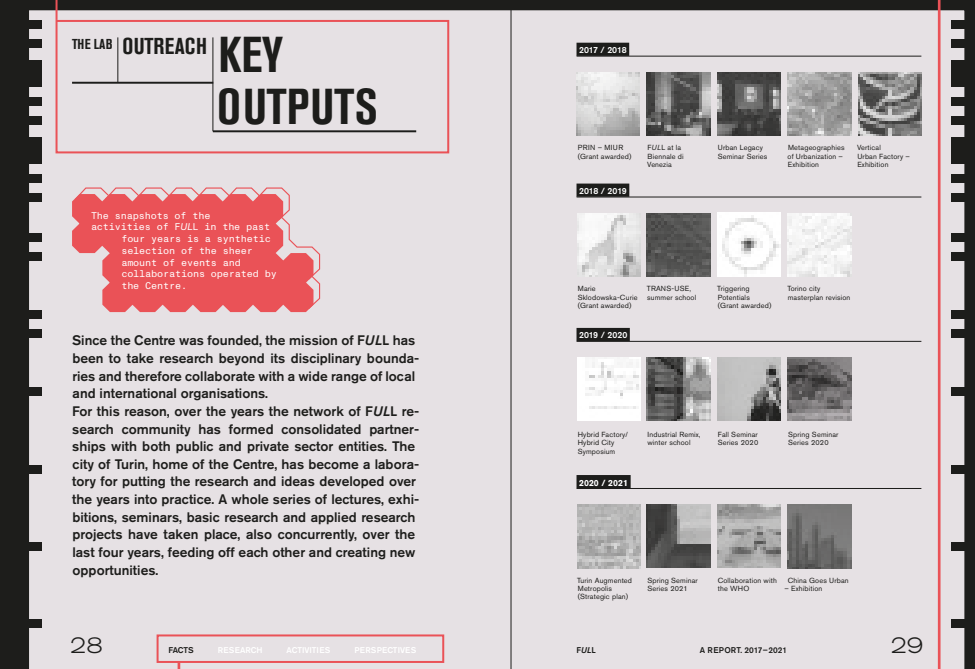 THE LAB
OUTREACH
KEY
OUTPUTS
The snapshots of the
activities of FULL in the past
four years is a synthetic
selection of the sheer
amount of events and
collaborations operated by
the Centre.
Since the Centre was founded, the mission of FULL has
been to take research beyond its disciplinary bounda-
ries and therefore collaborate with a wide range of local
and international organisations.
For this reason, over the years the network of FULL re-
search community has formed consolidated partner-
ships with both public and private sector entities. The
city of Turin, home of the Centre, has become a labora-
tory for putting the research and ideas developed over
the years into practice. A whole series of lectures, exhi-
bitions, seminars, basic research and applied research
projects have taken place, also concurrently, over the
last four years, feeding off each other and creating new
opportunities.
28
FACTS
RESEARCH
ACTIVITIES
PERSPECTIVES
2017 / 2018
PRIN – MIUR
(Grant awarded)
FULL at la
Biennale di
Venezia
Urban Legacy
Seminar Series
Metageographies
of Urbanization –
Exhibition
Vertical
Urban Factory –
Exhibition
2018 / 2019
Marie
Sklodowska-Curie
(Grant awarded)
TRANS-USE,
summer school
Triggering
Potentials
(Grant awarded)
Torino city
masterplan revision
2019 / 2020
Hybrid Factory/
Hybrid City
Symposium
Industrial Remix,
winter school
Fall Seminar
Series 2020
Spring Seminar
Series 2020
2020 / 2021
Turin Augmented
Metropolis
(Strategic plan)
Spring Seminar
Series 2021
Collaboration with
the WHO
China Goes Urban
– Exhibition
FULL
A REPORT. 2017–2021
29